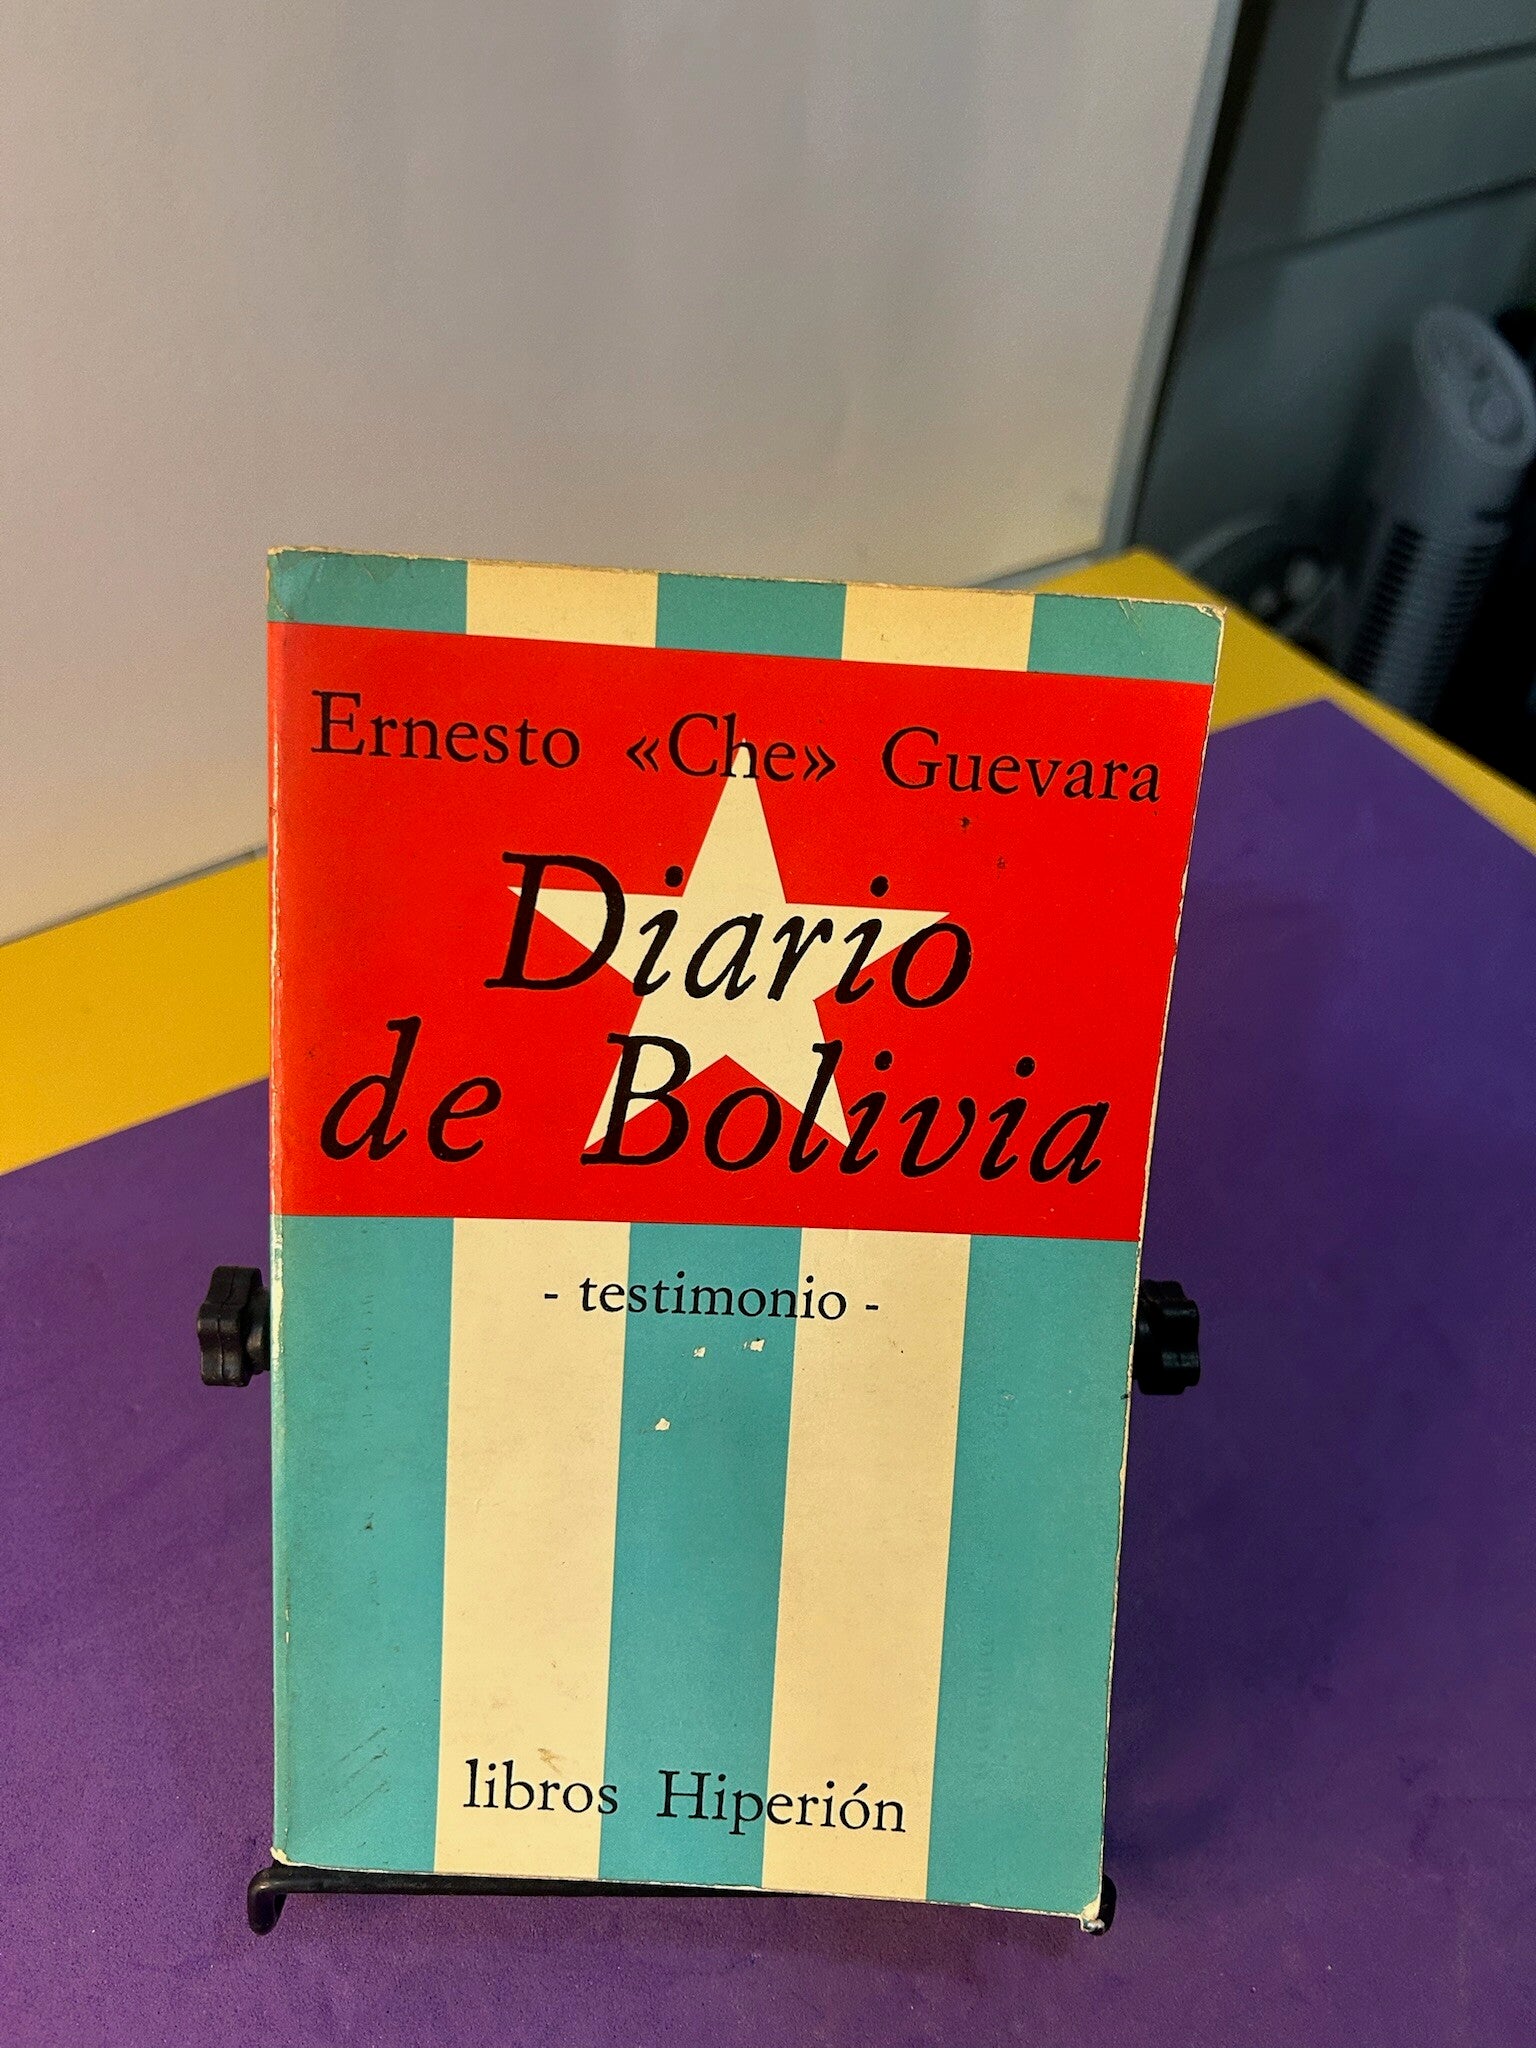 Ernesto «Che» Guevara
Diario
de Bolivia
- testimonio -
libros Hiperión